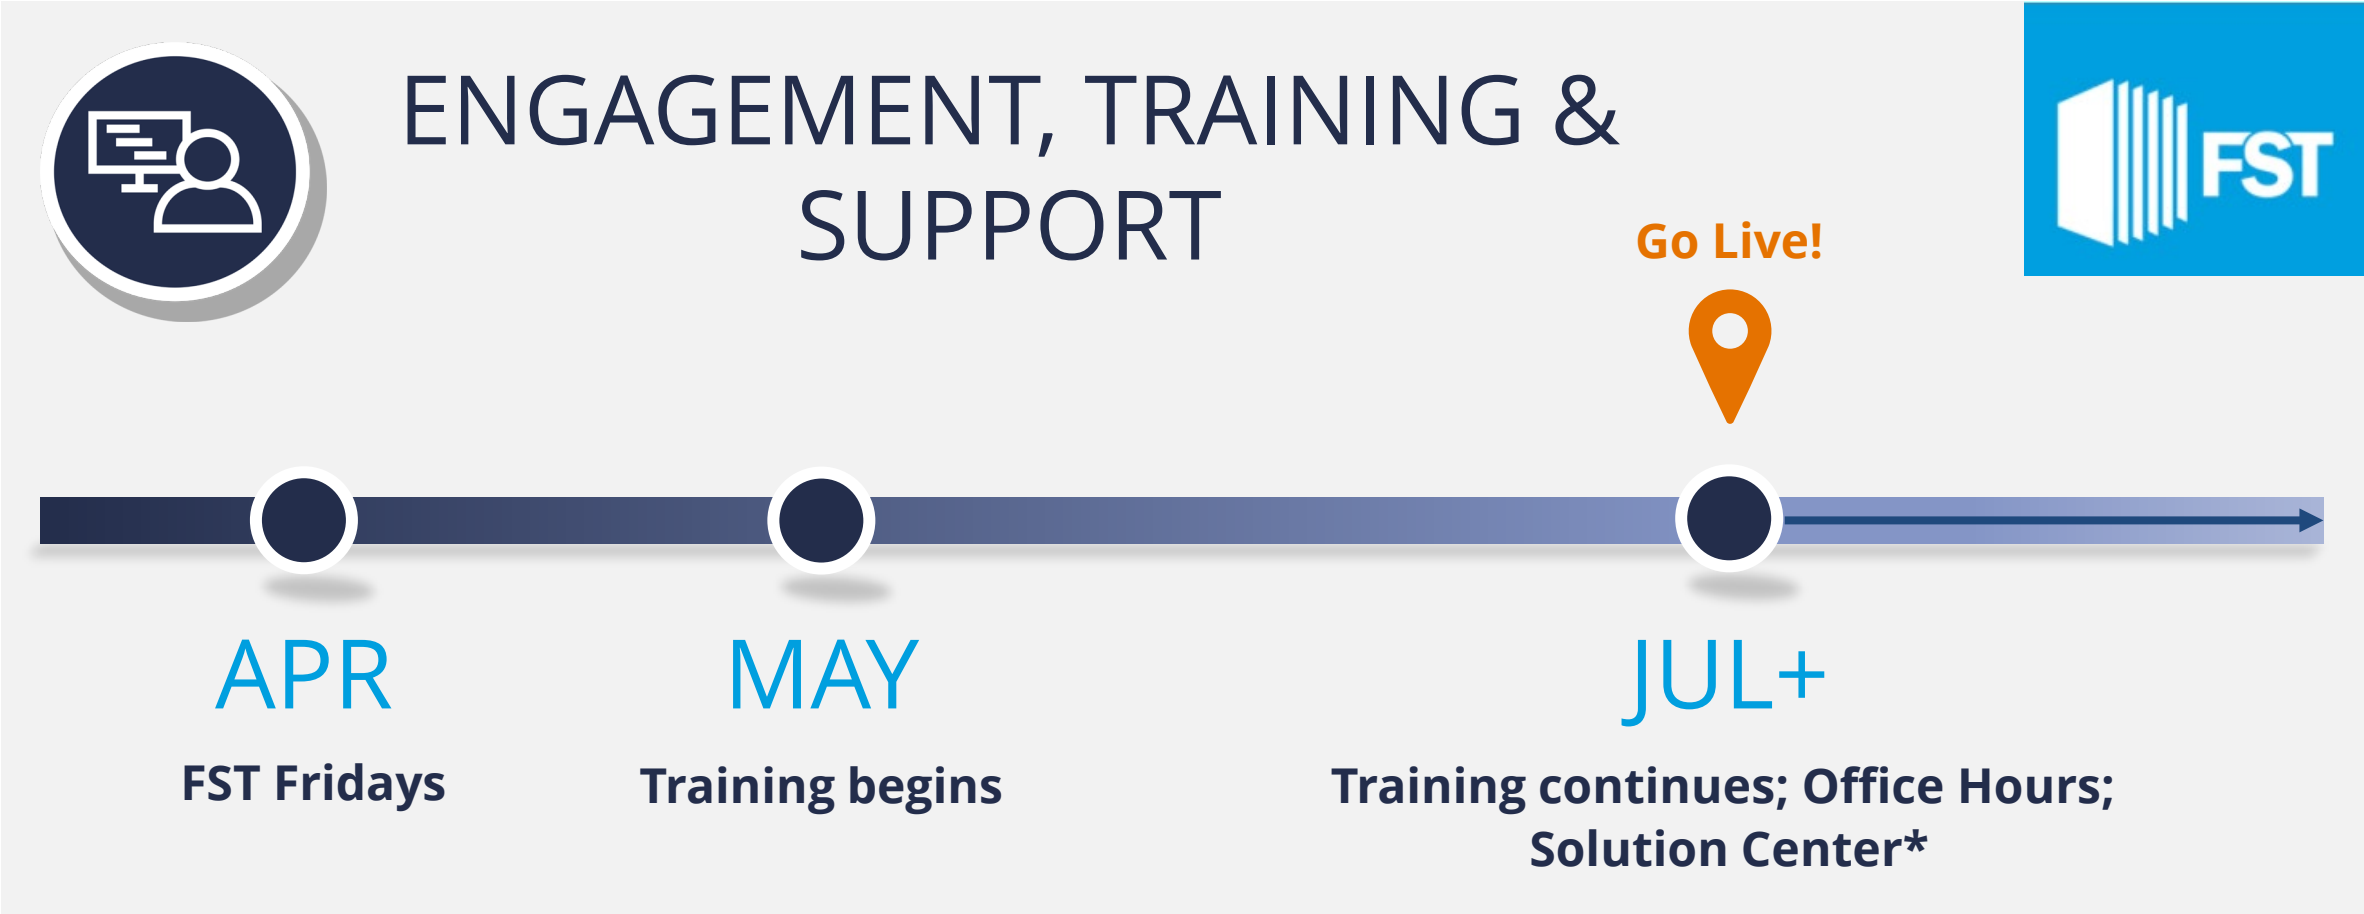 ENGAGEMENT, TRAINING &
SUPPORT
FST
Go Live!
APR
FST Fridays
MAY
Training begins
JUL+
Training continues; Office Hours;
Solution Center*